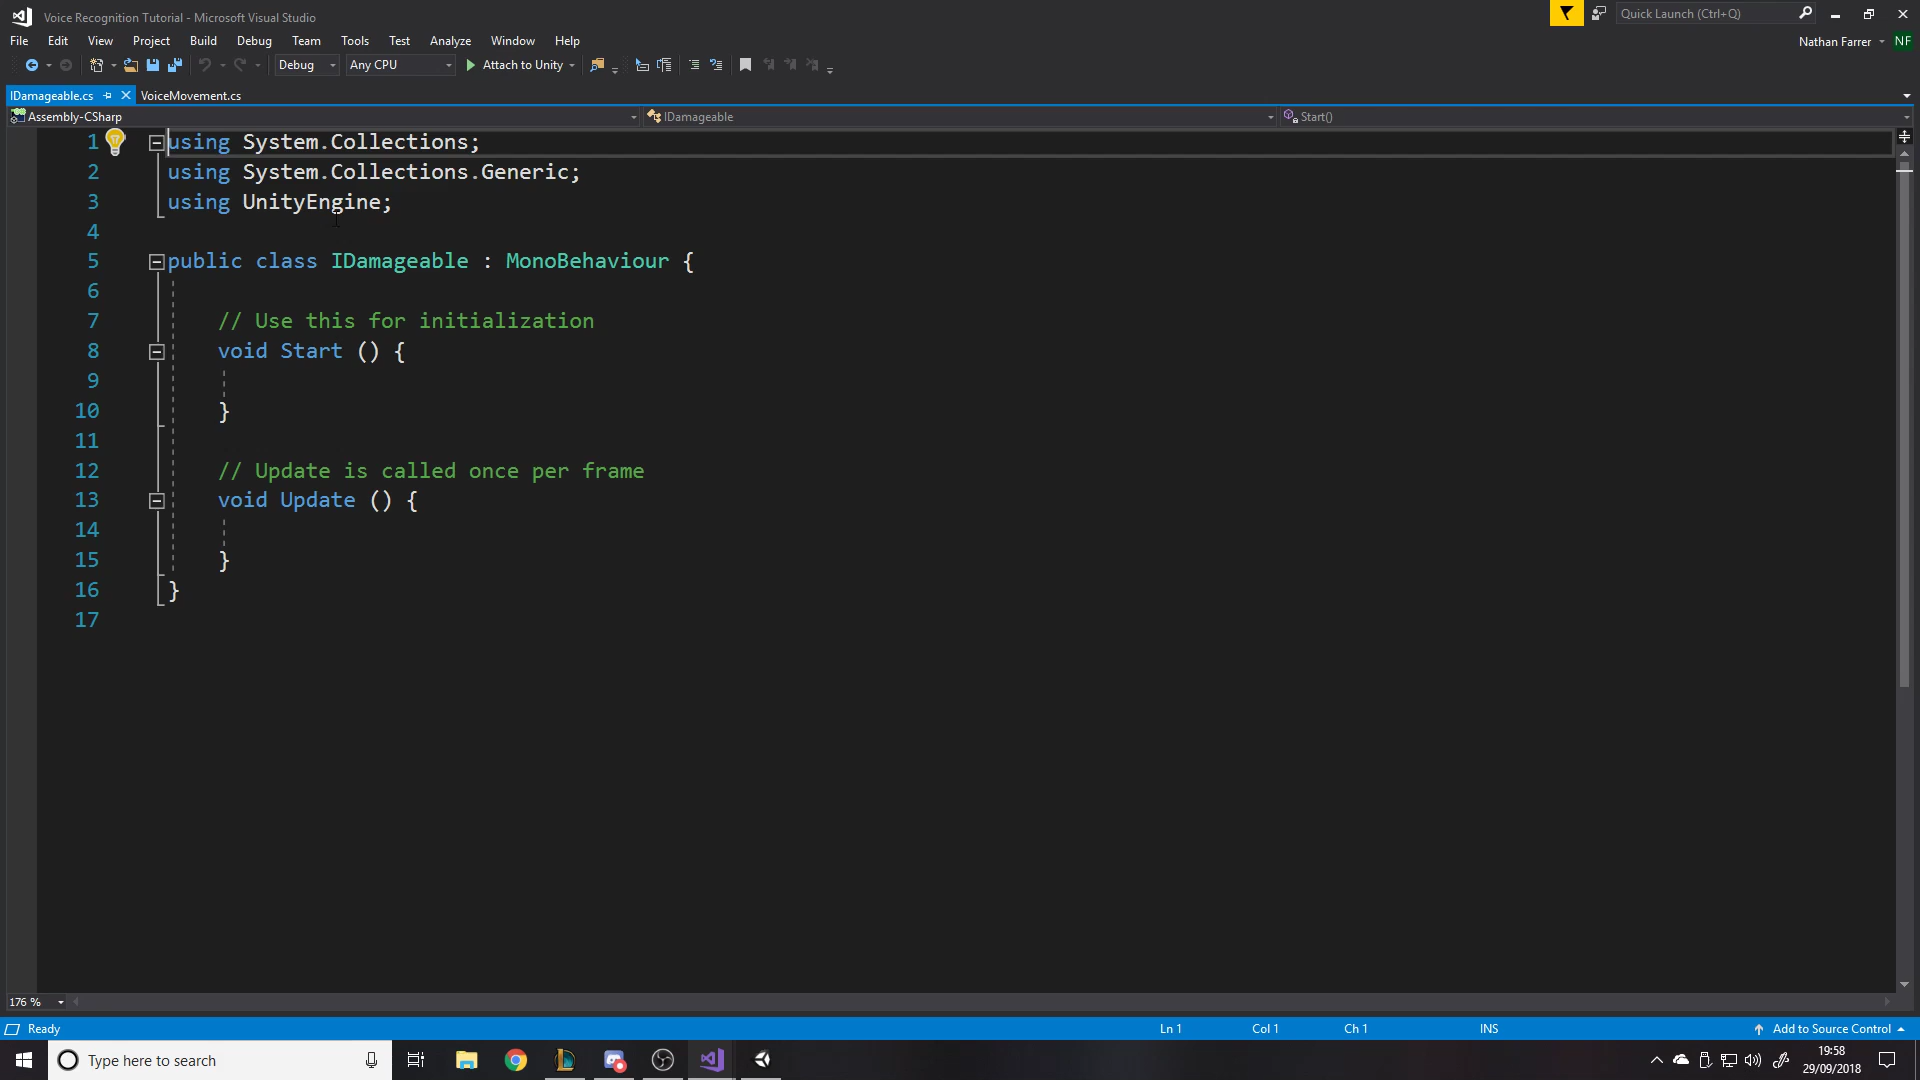 Voice Recognition Tutorial - Microsoft Visual Studio
Quick Launch (Ctrl+Q)
File Edit View Project Build Debug Team Tools Test Analyze Window Help
Nathan Farrer NF
Debug Any CPU Attach to Unity
IDamageable.cs VoiceMovement.cs
Assembly-CSharp IDamageable Start()
1 using System.Collections;
2 using System.Collections.Generic;
3 using UnityEngine;
4
5 public class IDamageable : MonoBehaviour {
6
7 // Use this for initialization
8 void Start () {
9
10 }
11
12 // Update is called once per frame
13 void Update () {
14
15 }
16 }
17
176 %
Ready Ln 1 Col 1 Ch 1 INS Add to Source Control
Type here to search
19:58
29/09/2018